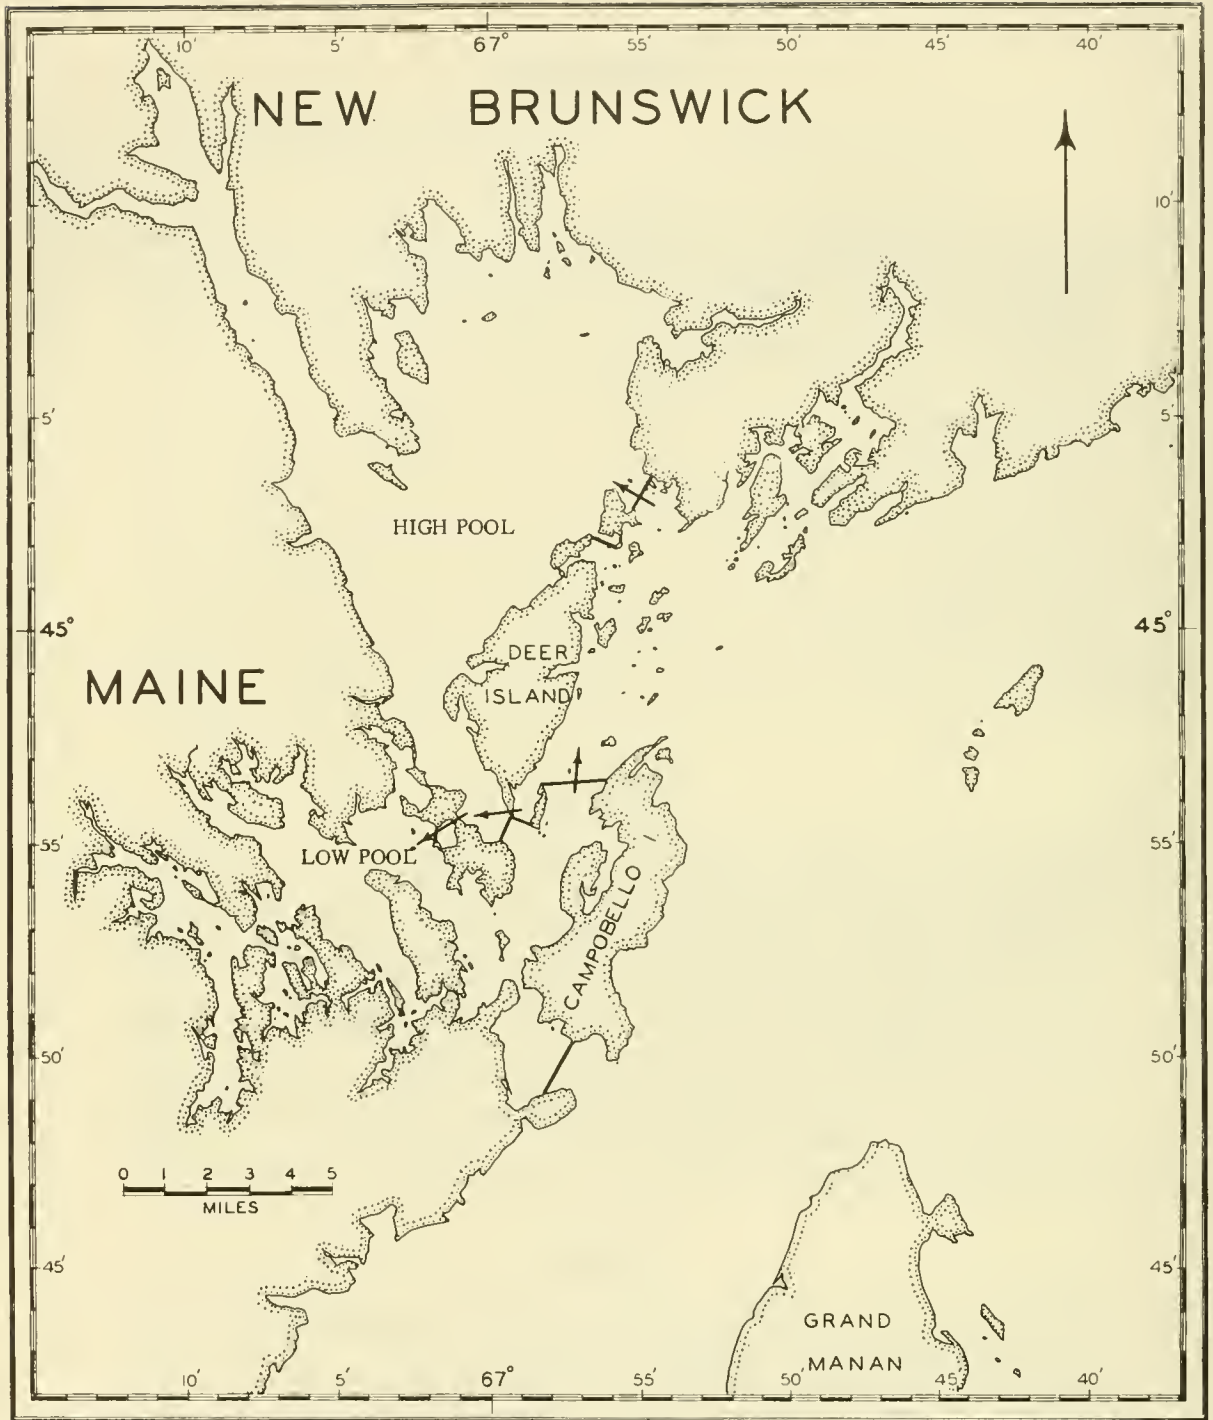 10′ 5′ 67° 55′ 50′ 45′ 40′
NEW BRUNSWICK
10′
5′ 5′
HIGH POOL
45° 45°
DEER
ISLAND
MAINE
55′ 55′
LOW POOL
CAMPOBELLO
50′ 50′
0 1 2 3 4 5
MILES
45′ 45′
GRAND
MANAN
10′ 5′ 67° 55′ 50′ 45′ 40′